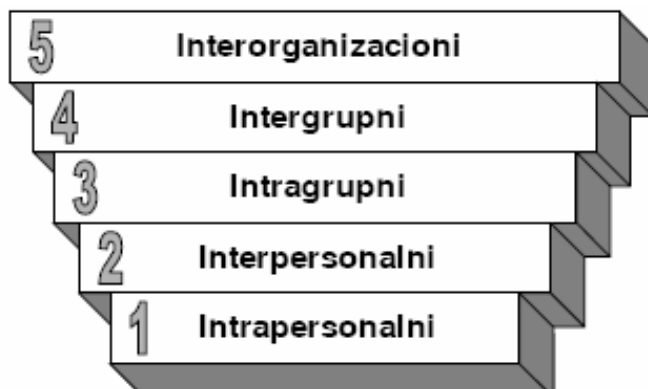 5 Interorganizacioni
4 Intergrupni
3 Intragrupni
2 Interpersonalni
1 Intrapersonalni